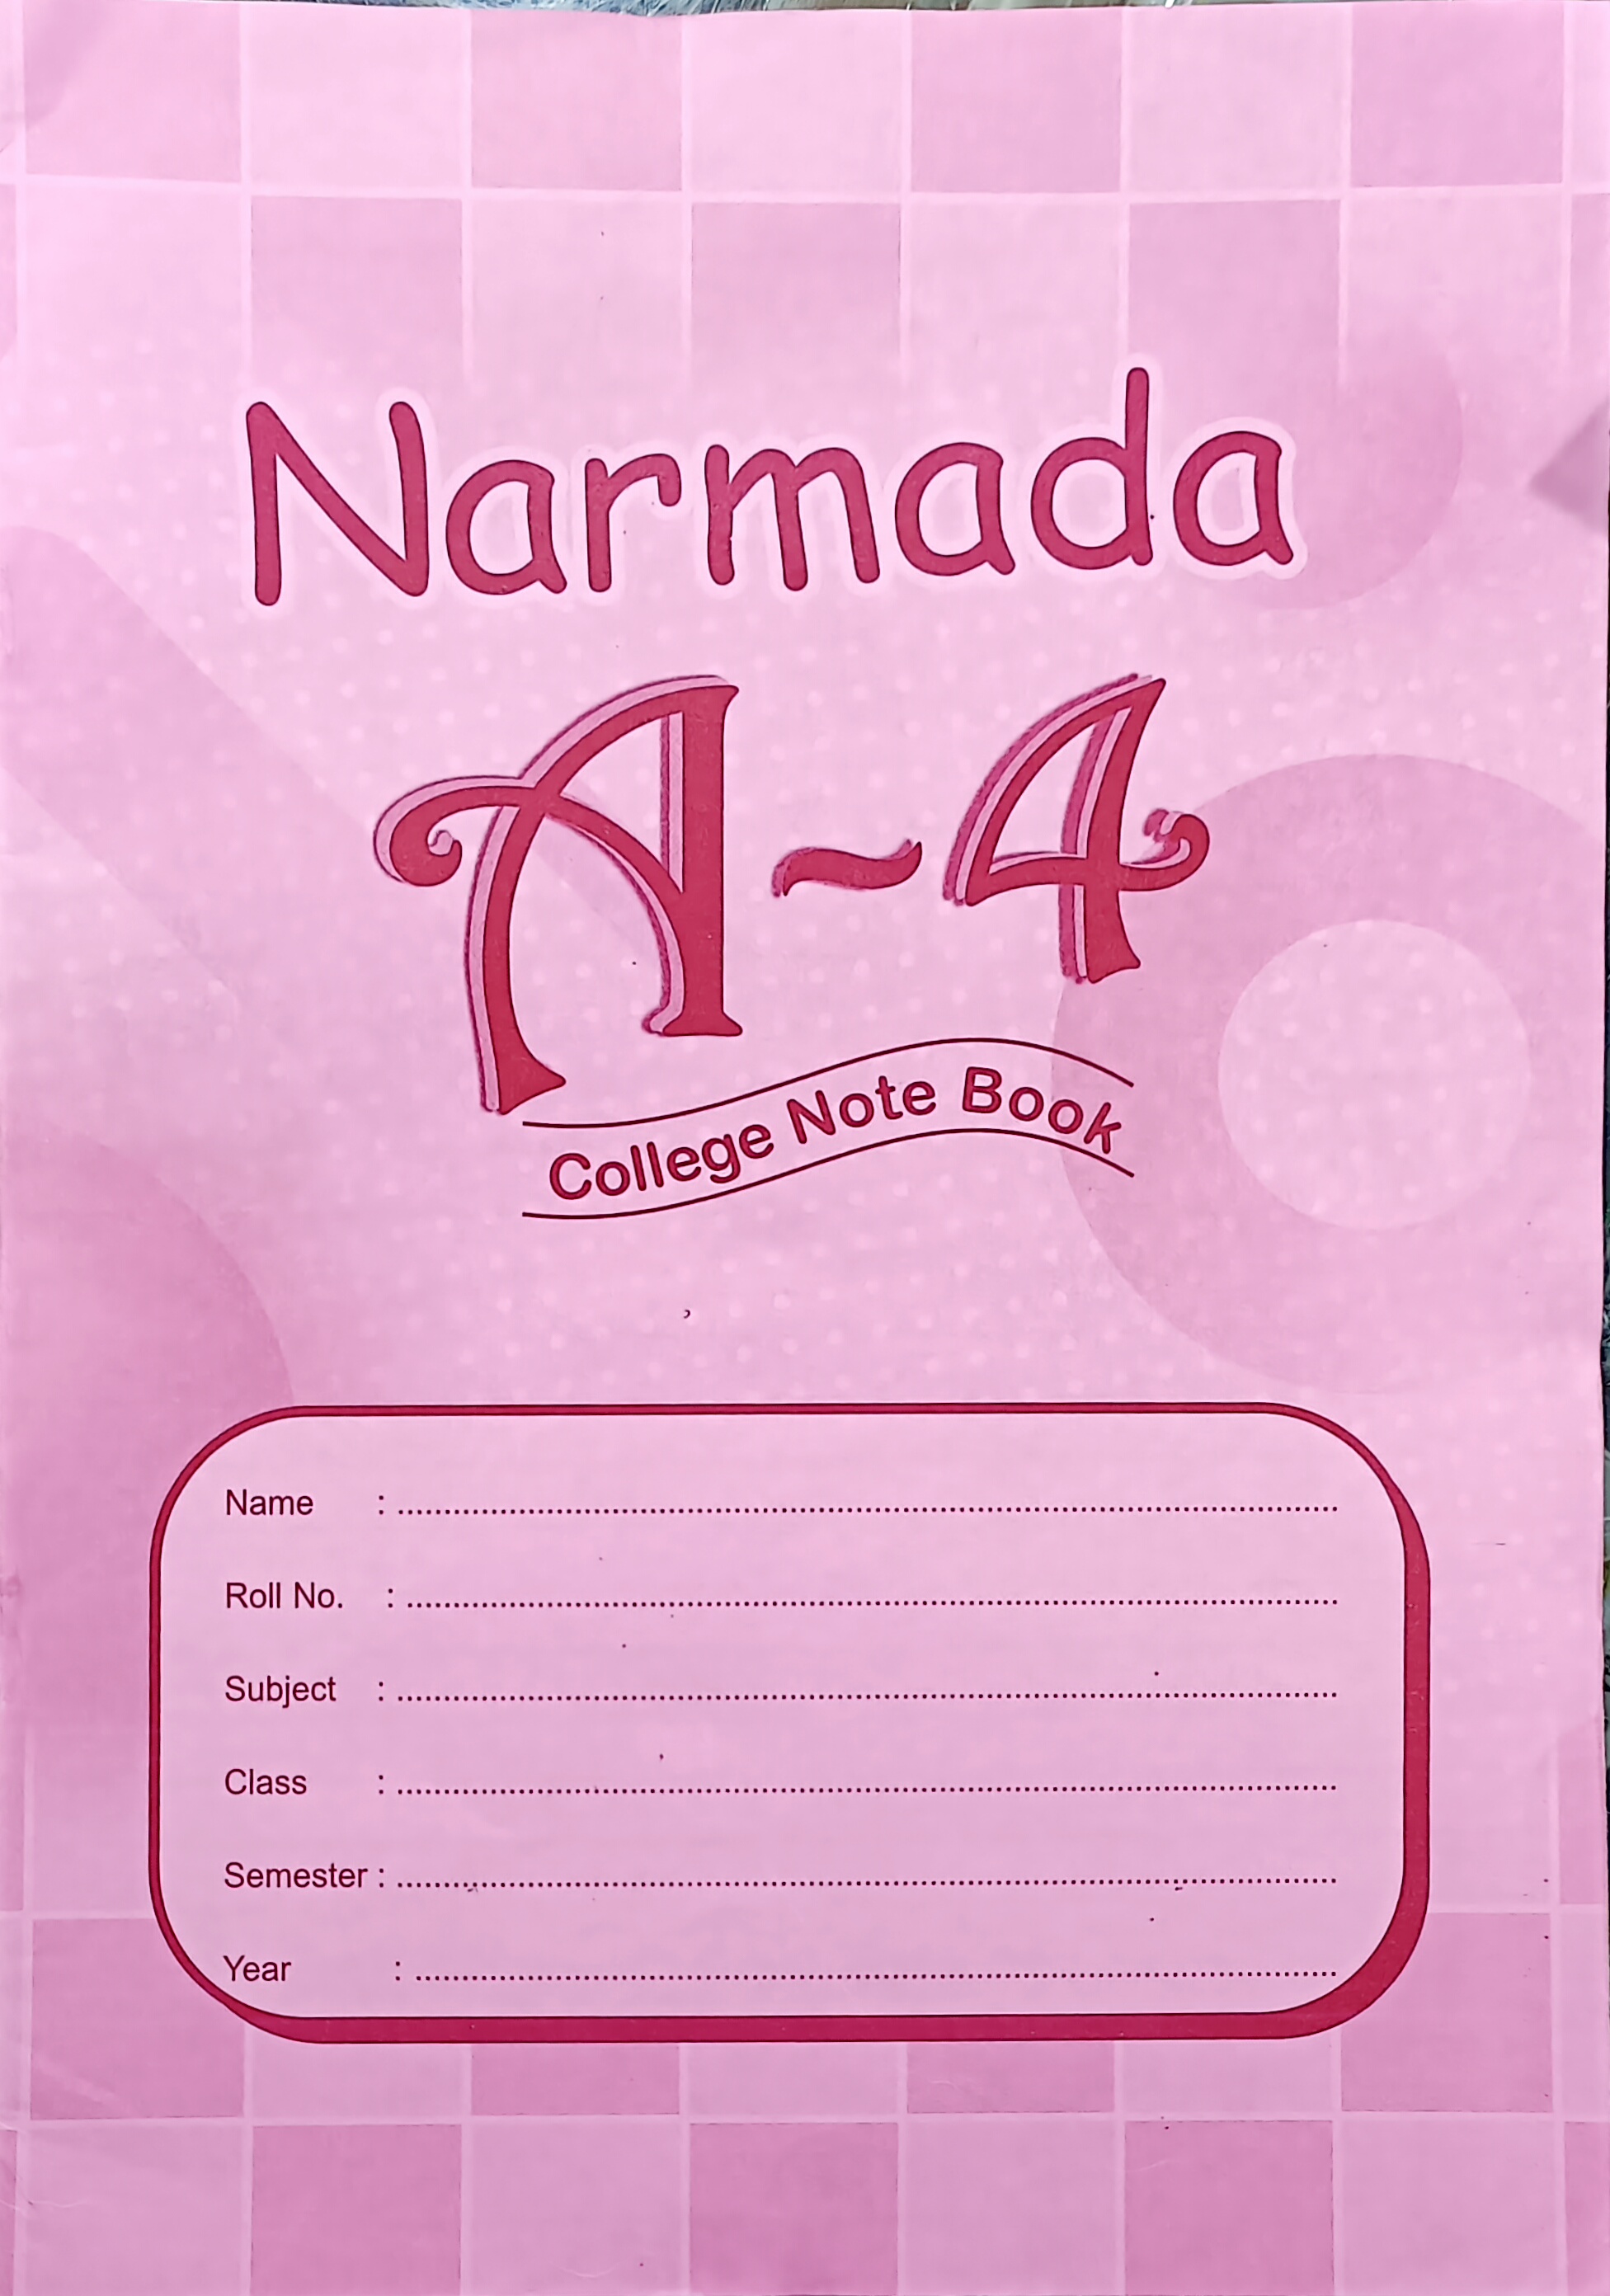 Narmada
A-4
College Note Book
Name : ........................................................................................................
Roll No. : ........................................................................................................
Subject : ........................................................................................................
Class : ........................................................................................................
Semester : ........................................................................................................
Year : ........................................................................................................